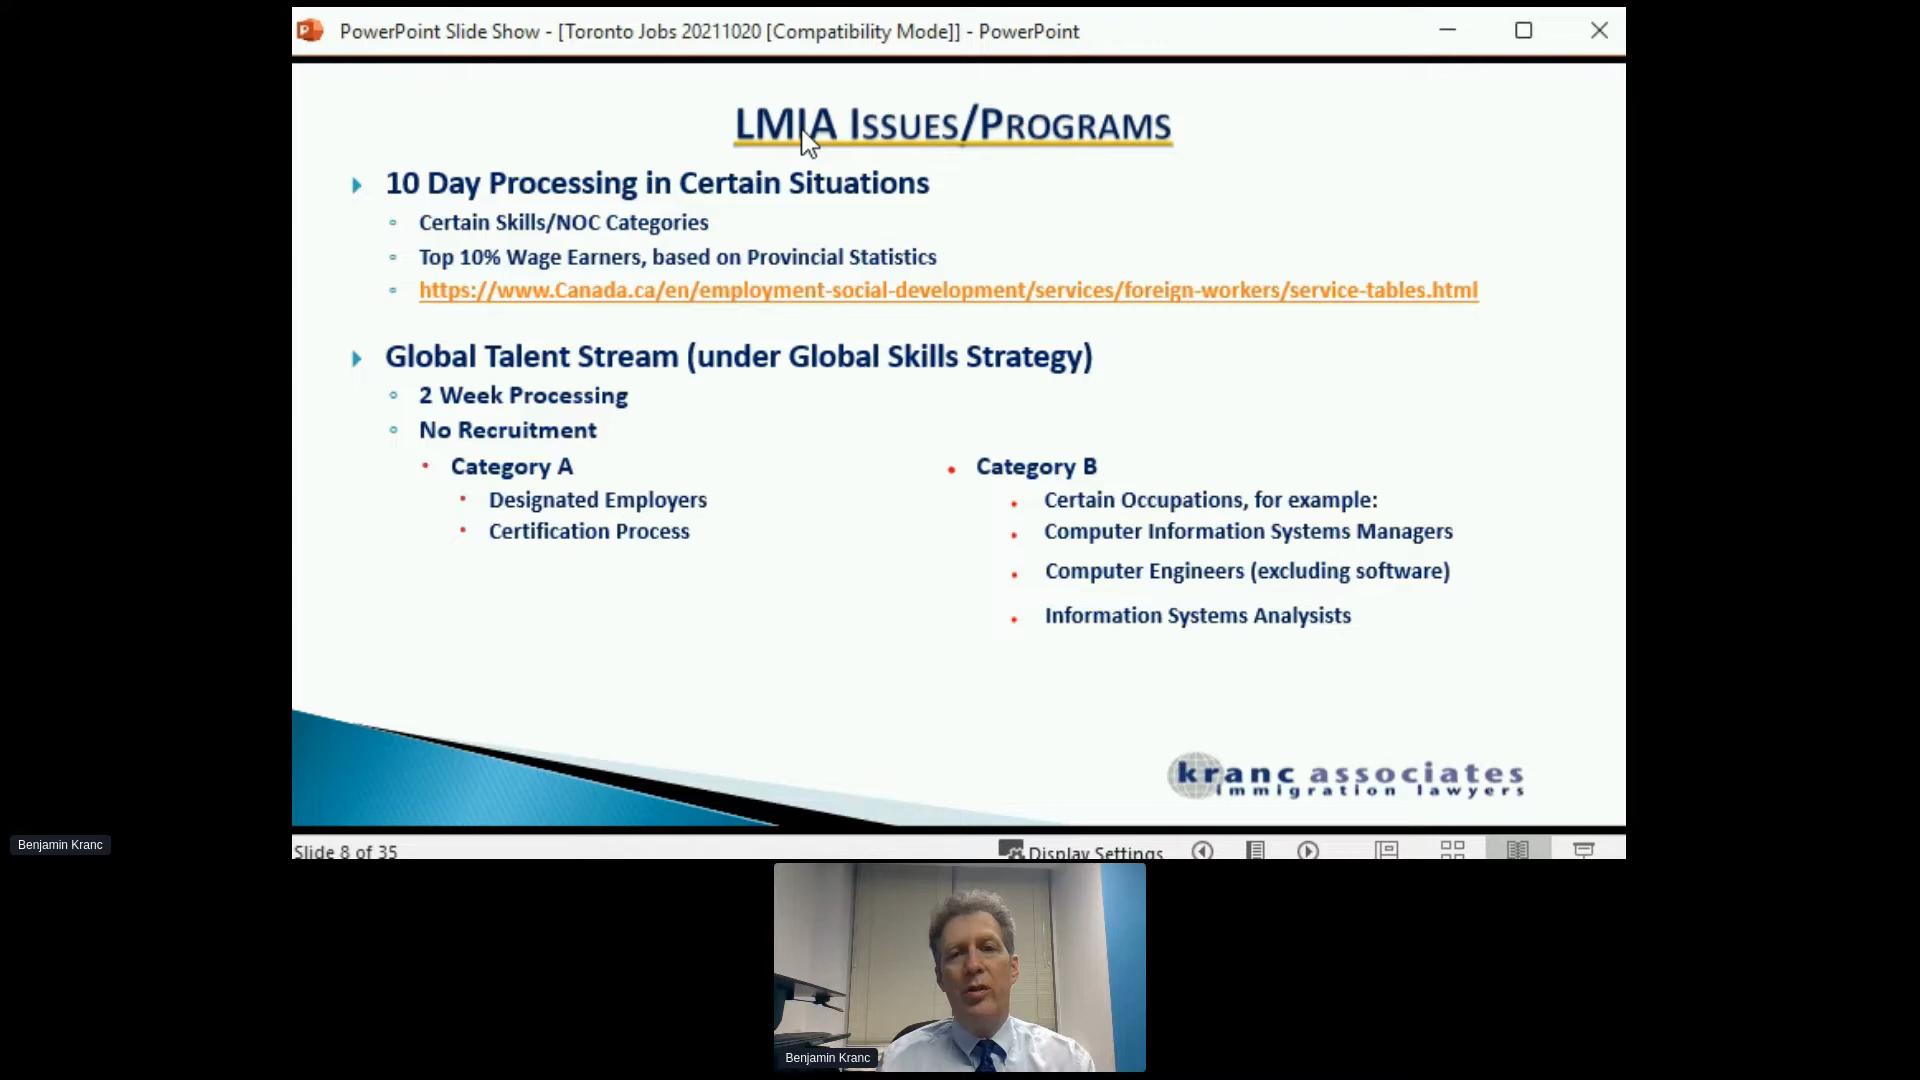 PowerPoint Slide Show - [Toronto Jobs 20211020 [Compatibility Mode]] - PowerPoint
LMIA ISSUES/PROGRAMS
10 Day Processing in Certain Situations
Certain Skills/NOC Categories
Top 10% Wage Earners, based on Provincial Statistics
https://www.Canada.ca/en/employment-social-development/services/foreign-workers/service-tables.html
Global Talent Stream (under Global Skills Strategy)
2 Week Processing
No Recruitment
Category A
Designated Employers
Certification Process
Category B
Certain Occupations, for example:
Computer Information Systems Managers
Computer Engineers (excluding software)
Information Systems Analysists
kranc associates
immigration lawyers
Slide 8 of 35
Display Settings
Benjamin Kranc
Benjamin Kranc